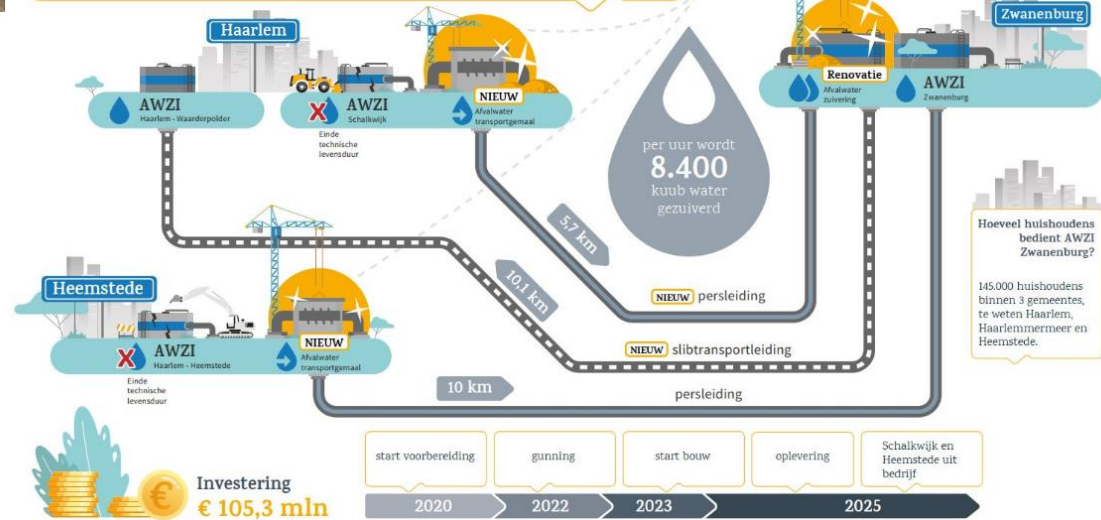 Haarlem
Zwanenburg
NIEUW
Renovatie
AWZI
Haarlem - Waarderpolder
AWZI
Schalkwijk
Afvalwater
transportgemaal
Afvalwater
zuivering
AWZI
Zwanenburg
Einde
technische
levensduur
per uur wordt
8.400
kuub water
gezuiverd
5,7 km
10,1 km
Hoeveel huishoudens
bedient AWZI
Zwanenburg?
145.000 huishoudens
binnen 3 gemeentes,
te weten Haarlem,
Haarlemmermeer en
Heemstede.
Heemstede
NIEUW persleiding
NIEUW
AWZI
Haarlem - Heemstede
Afvalwater
transportgemaal
NIEUW slibtransportleiding
Einde
technische
levensduur
10 km
persleiding
Investering
€ 105,3 mln
start voorbereiding
gunning
start bouw
oplevering
Schalkwijk en
Heemstede uit
bedrijf
2020
2022
2023
2025